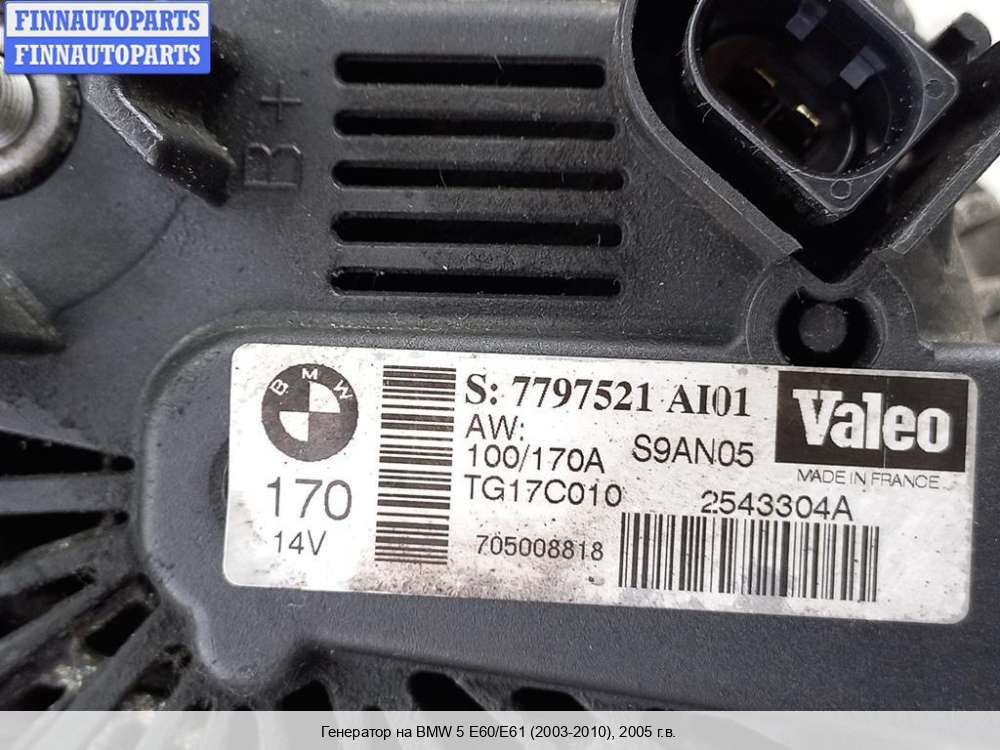 FINNAUTOPARTS
FINNAUTOPARTS
B+
BMW
S: 7797521 AI01
AW:
100/170A S9AN05
TG17C010
170
14V
705008818
Valeo
MADE IN FRANCE
2543304A
Генератор на BMW 5 E60/E61 (2003-2010), 2005 г.в.